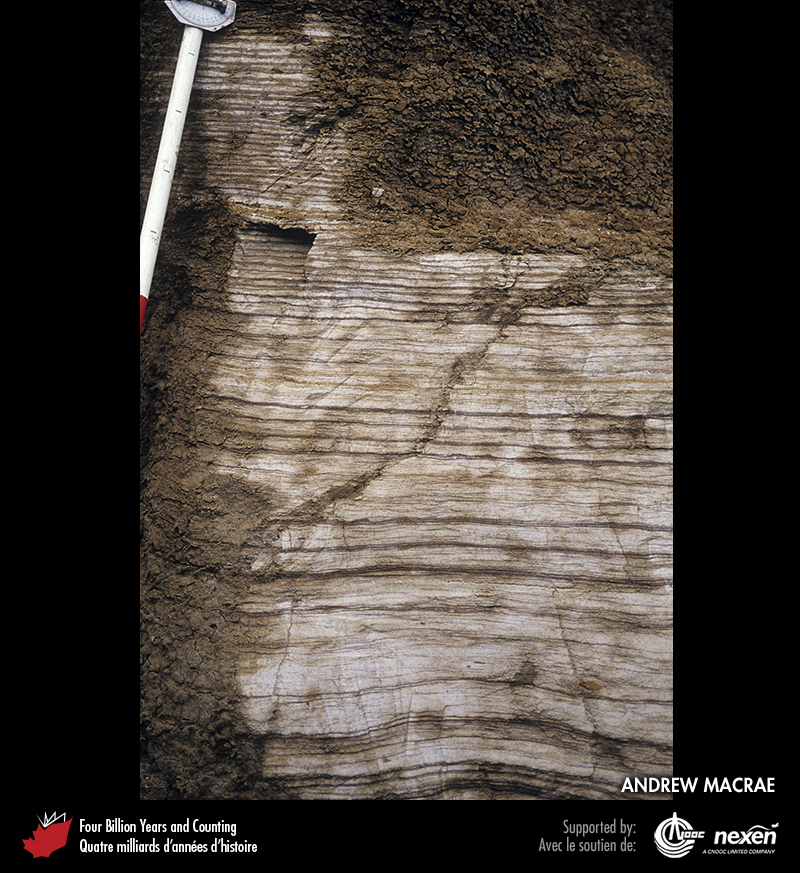 ANDREW MACRAE
Four Billion Years and Counting
Quatre milliards d'années d'histoire
Supported by:
Avec le soutien de:
CNOOC
nexen
A CNOOC LIMITED COMPANY